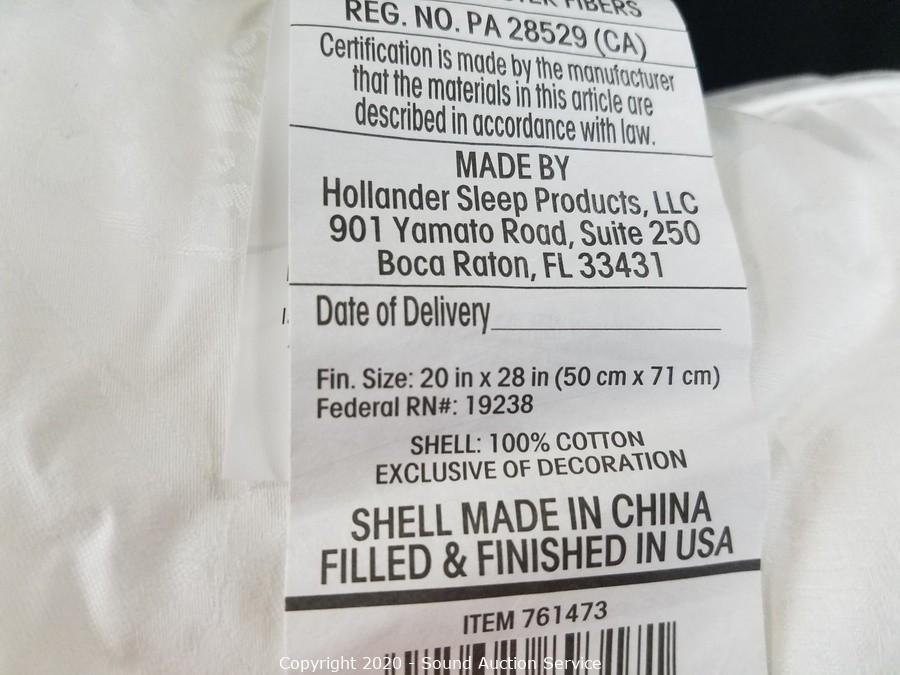 FIBERS
REG. NO. PA 28529 (CA)
Certification is made by the manufacturer
that the materials in this article are
described in accordance with law.
MADE BY
Hollander Sleep Products, LLC
901 Yamato Road, Suite 250
Boca Raton, FL 33431
Date of Delivery
Fin. Size: 20 in x 28 in (50 cm x 71 cm)
Federal RN#: 19238
SHELL: 100% COTTON
EXCLUSIVE OF DECORATION
SHELL MADE IN CHINA
FILLED & FINISHED IN USA
ITEM 761473
Copyright 2020 - Sound Auction Service